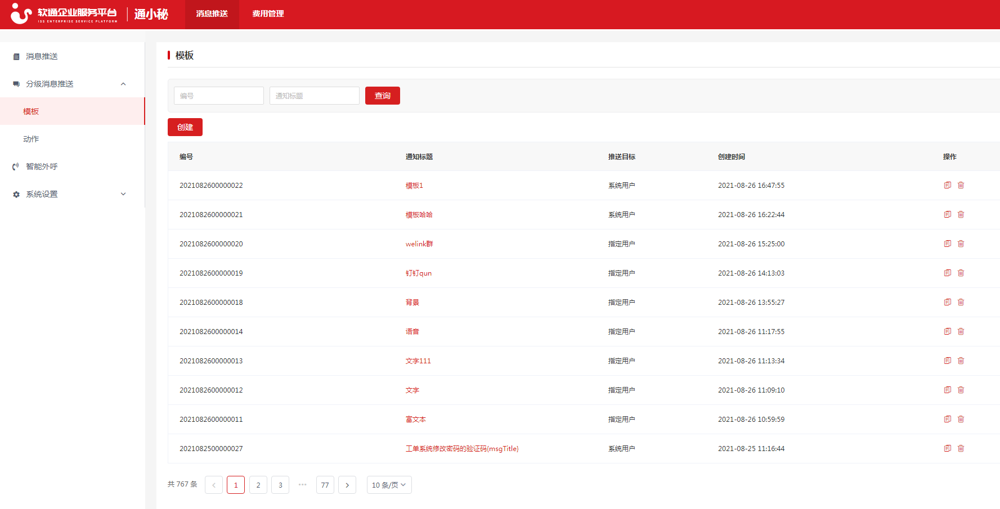 软通企业服务平台 通小秘 消息推送 费用管理
ISS ENTERPRISE SERVICE PLATFORM
消息推送
分级消息推送
模板
动作
智能外呼
系统设置
模板
编号 通知标题 查询
创建
编号 通知标题 推送目标 创建时间 操作
2021082600000022 模板1 系统用户 2021-08-26 16:47:55
2021082600000021 模板哈哈 系统用户 2021-08-26 16:22:44
2021082600000020 welink群 指定用户 2021-08-26 15:25:00
2021082600000019 钉钉qun 指定用户 2021-08-26 14:13:03
2021082600000018 背景 指定用户 2021-08-26 13:55:27
2021082600000014 语音 指定用户 2021-08-26 11:17:55
2021082600000013 文字111 指定用户 2021-08-26 11:13:34
2021082600000012 文字 指定用户 2021-08-26 11:09:10
2021082600000011 富文本 指定用户 2021-08-26 10:59:59
2021082500000027 工单系统修改密码的验证码{msgTitle} 系统用户 2021-08-25 11:16:44
共 767 条 < 1 2 3 ••• 77 > 10 条/页